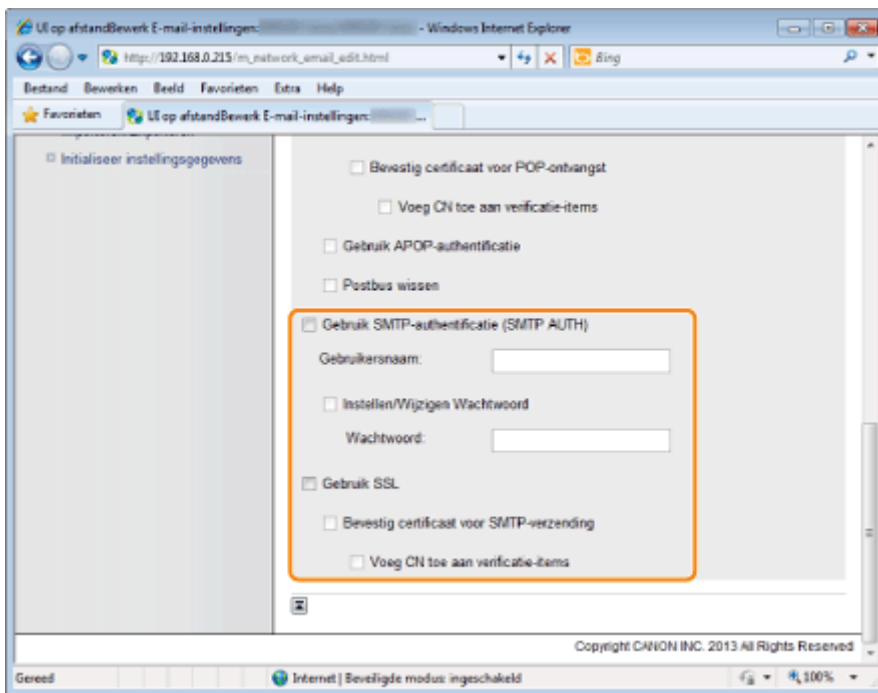 UI op afstandBewerk E-mail-instellingen: - Windows Internet Explorer
http://192.168.0.215/m_network_email_edit.html
Bing
Bestand Bewerken Beeld Favorieten Extra Help
Favorieten
UI op afstandBewerk E-mail-instellingen: ...
Initialiseer instellingsgegevens
Bevestig certificaat voor POP-ontvangst
Voeg CN toe aan verificatie-items
Gebruik APOP-authentificatie
Postbus wissen
Gebruik SMTP-authentificatie (SMTP AUTH)
Gebruikersnaam:
Instellen/Wijzigen Wachtwoord
Wachtwoord:
Gebruik SSL
Bevestig certificaat voor SMTP-verzending
Voeg CN toe aan verificatie-items
Copyright CANON INC. 2013 All Rights Reserved
Gereed
Internet | Beveiligde modus: ingeschakeld
100%